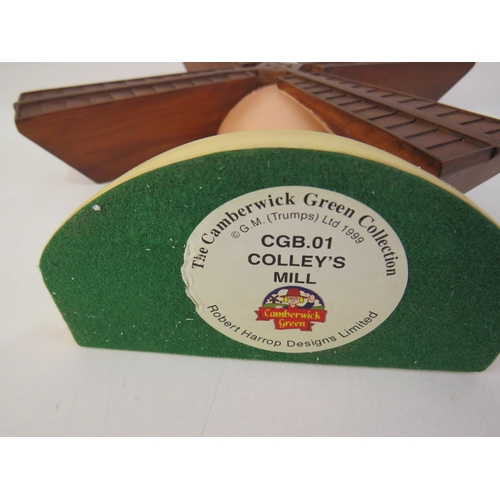 The Camberwick Green Collection
© G.M. (Trumps) Ltd 1999
CGB.01
COLLEY'S
MILL
Camberwick
Green
Robert Harrop Designs Limited